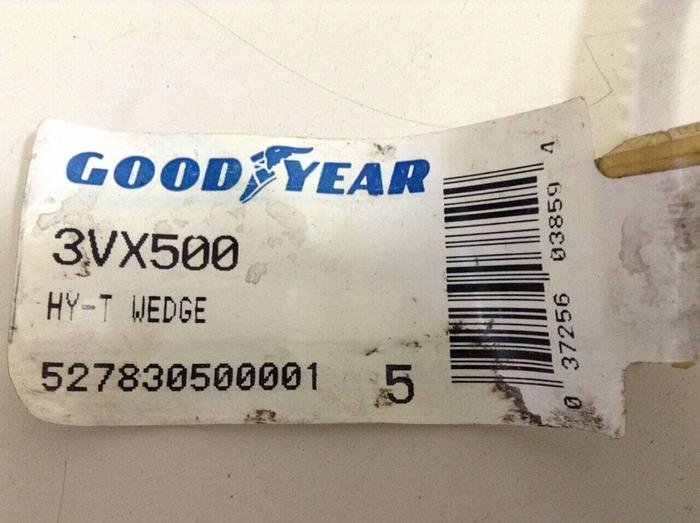 GOODYEAR
3VX500
HY-T WEDGE
527830500001 5
0 37256 03859 4